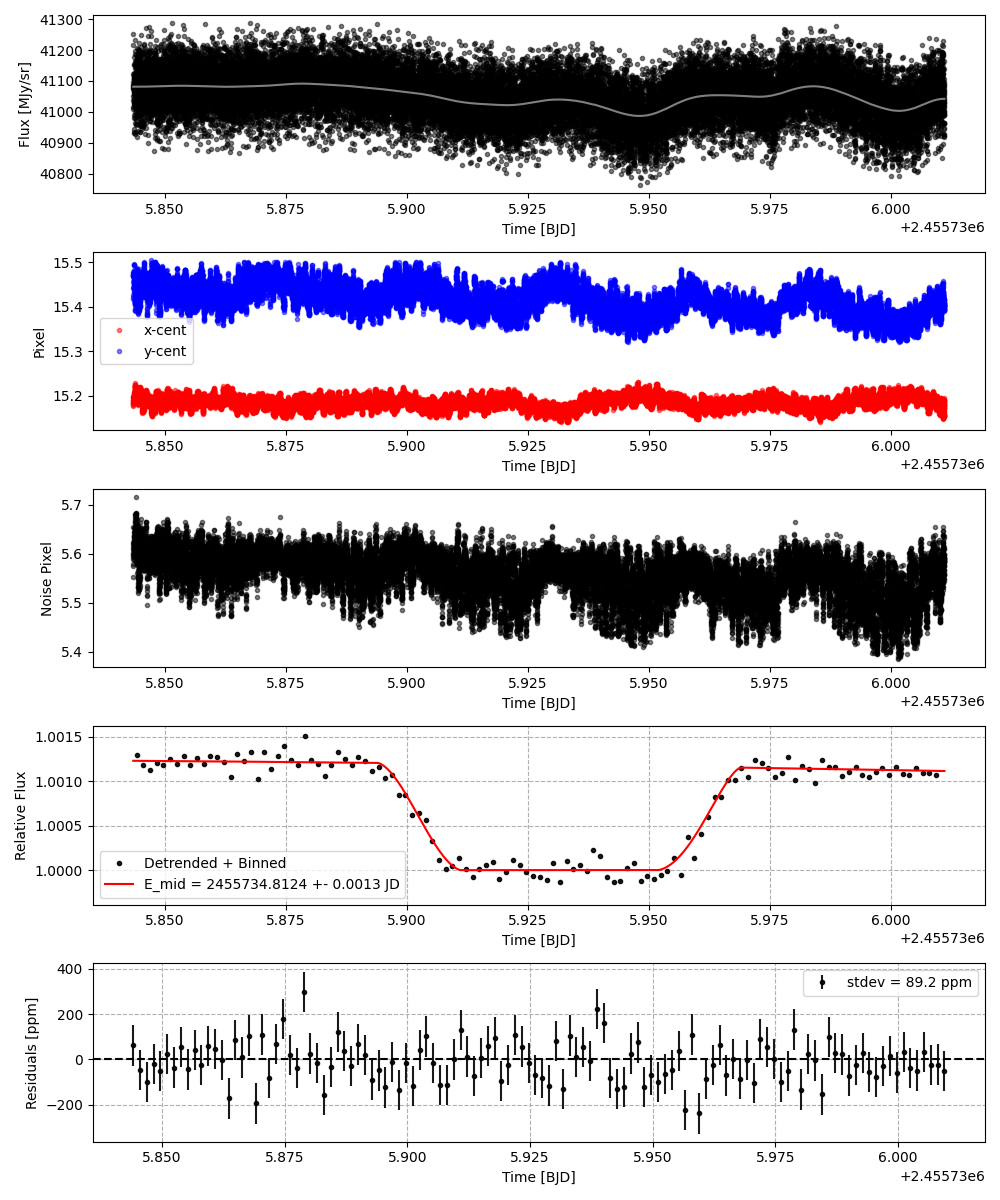 41300
41200
41100
41000
40900
40800
Flux [MJy/sr]
5.850 5.875 5.900 5.925 5.950 5.975 6.000
Time [BJD]
+2.45573e6
15.5
15.4
15.3
15.2
Pixel
x-cent
y-cent
5.850 5.875 5.900 5.925 5.950 5.975 6.000
Time [BJD]
+2.45573e6
5.7
5.6
5.5
5.4
Noise Pixel
5.850 5.875 5.900 5.925 5.950 5.975 6.000
Time [BJD]
+2.45573e6
1.0015
1.0010
1.0005
1.0000
Relative Flux
Detrended + Binned
E_mid = 2455734.8124 +- 0.0013 JD
5.850 5.875 5.900 5.925 5.950 5.975 6.000
Time [BJD]
+2.45573e6
400
200
0
−200
Residuals [ppm]
stdev = 89.2 ppm
5.850 5.875 5.900 5.925 5.950 5.975 6.000
Time [BJD]
+2.45573e6